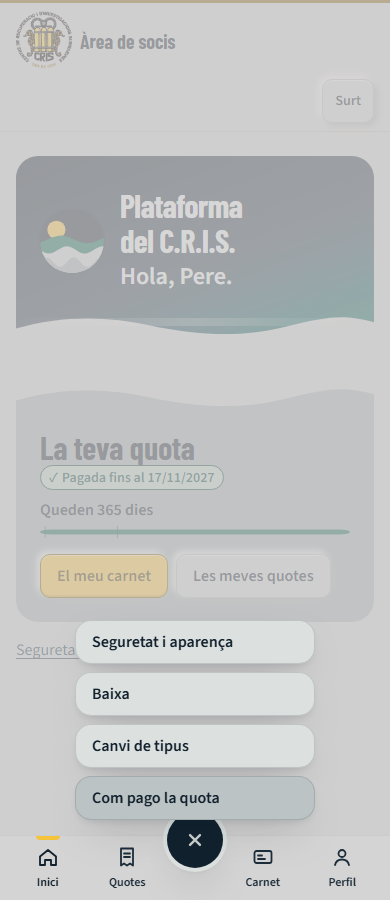 CRIS
Àrea de socis
Surt
Plataforma
del C.R.I.S.
Hola, Pere.
La teva quota
✓ Pagada fins al 17/11/2027
Queden 365 dies
El meu carnet
Les meves quotes
Segureta
Seguretat i aparença
Baixa
Canvi de tipus
Com pago la quota
Inici
Quotes
Carnet
Perfil